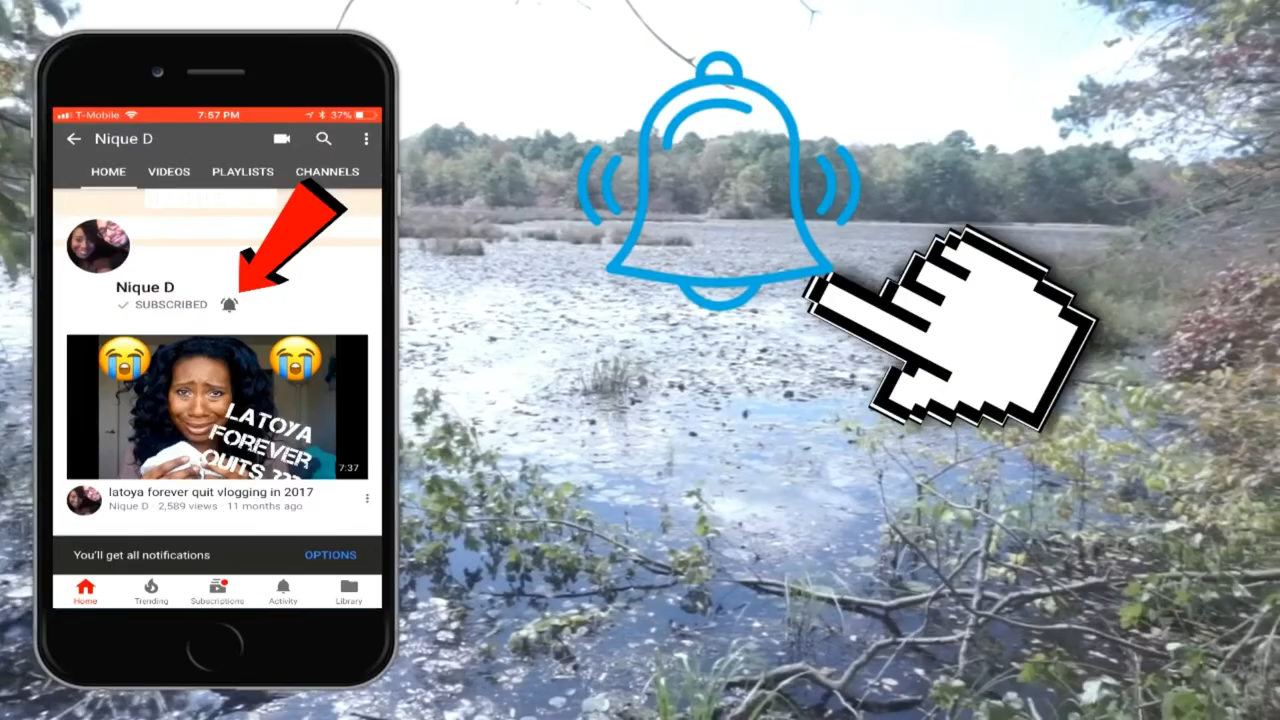 T-Mobile 7:57 PM 37%
Nique D
HOME VIDEOS PLAYLISTS CHANNELS
Nique D
SUBSCRIBED
LATOYA
FOREVER
QUITS ???
7:37
latoya forever quit vlogging in 2017
Nique D · 2,589 views · 11 months ago
You'll get all notifications OPTIONS
Home Trending Subscriptions Activity Library